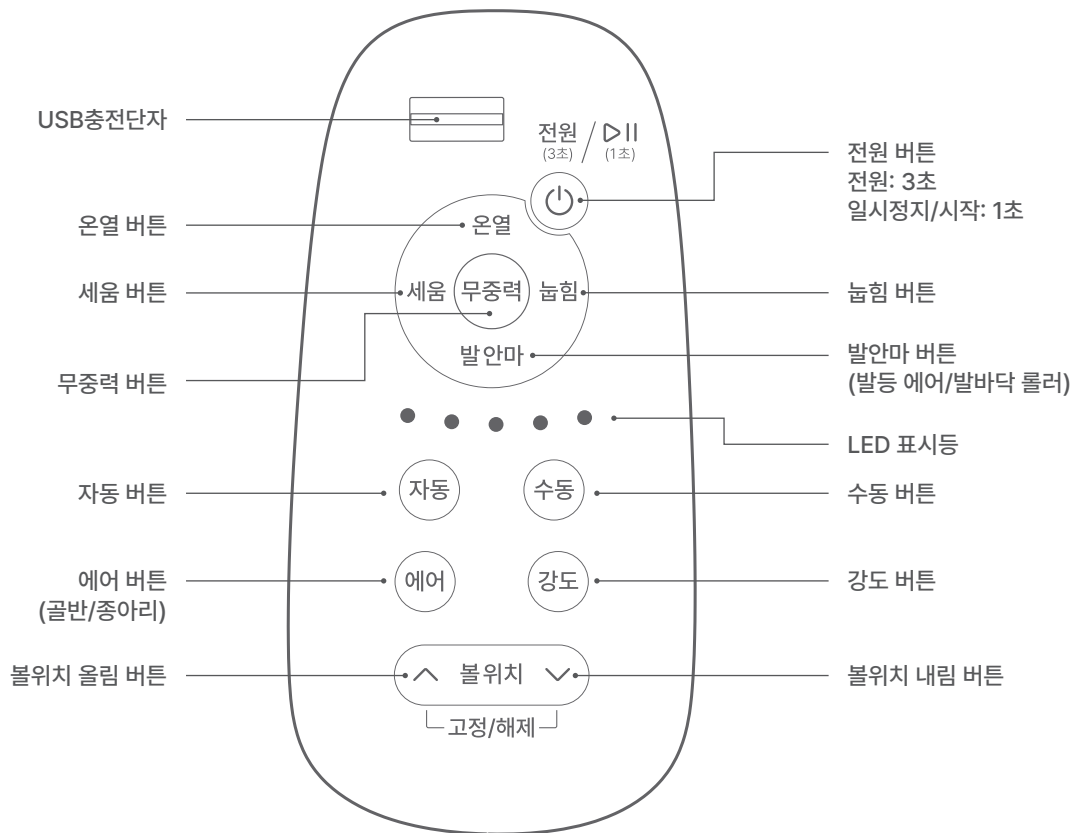 USB충전단자
온열 버튼
세움 버튼
무중력 버튼
자동 버튼
에어 버튼
(골반/종아리)
볼위치 올림 버튼
전원 / ▷II
(3초) (1초)
온열
세움 무중력 눕힘
발안마
자동 수동
에어 강도
볼위치
고정/해제
전원 버튼
전원: 3초
일시정지/시작: 1초
눕힘 버튼
발안마 버튼
(발등 에어/발바닥 롤러)
LED 표시등
수동 버튼
강도 버튼
볼위치 내림 버튼